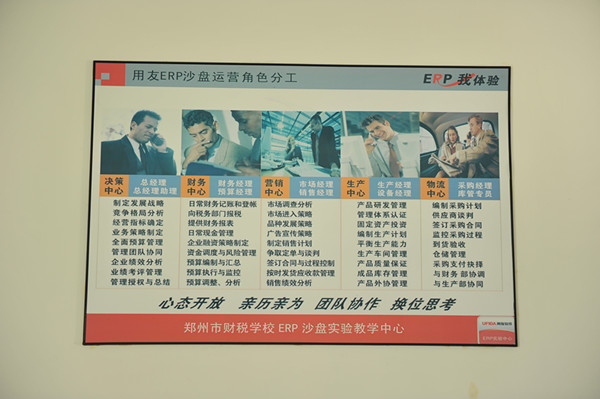 用友ERP沙盘运营角色分工
ERP 我体验
决策中心
总经理
总经理助理
制定发展战略
竞争格局分析
经营指标确定
业务策略制定
全面预算管理
管理团队协同
企业绩效分析
业绩考评管理
管理授权与总结
财务中心
财务经理
预算经理
日常财务记账和登帐
向税务部门报税
提供财务报表
日常现金管理
企业融资策略制定
资金调度与风险管理
预算编制与汇总
预算执行与监控
预算调整、分析
营销中心
市场经理
销售经理
市场调查分析
市场进入策略
品种发展策略
广告宣传策略
制定销售计划
争取定单与谈判
签订合同与过程控制
按时发货应收款管理
销售绩效分析
生产中心
生产经理
设备经理
产品研发管理
管理体系认证
固定资产投资
编制生产计划
平衡生产能力
生产车间管理
产品质量保证
成品库存管理
产品外协管理
物流中心
采购经理
库管专员
编制采购计划
供应商谈判
签订采购合同
监控采购过程
到货验收
仓储管理
采购支付抉择
与财务部协调
与生产部协同
心态开放 亲历亲为 团队协作 换位思考
郑州市财税学校 ERP 沙盘实验教学中心